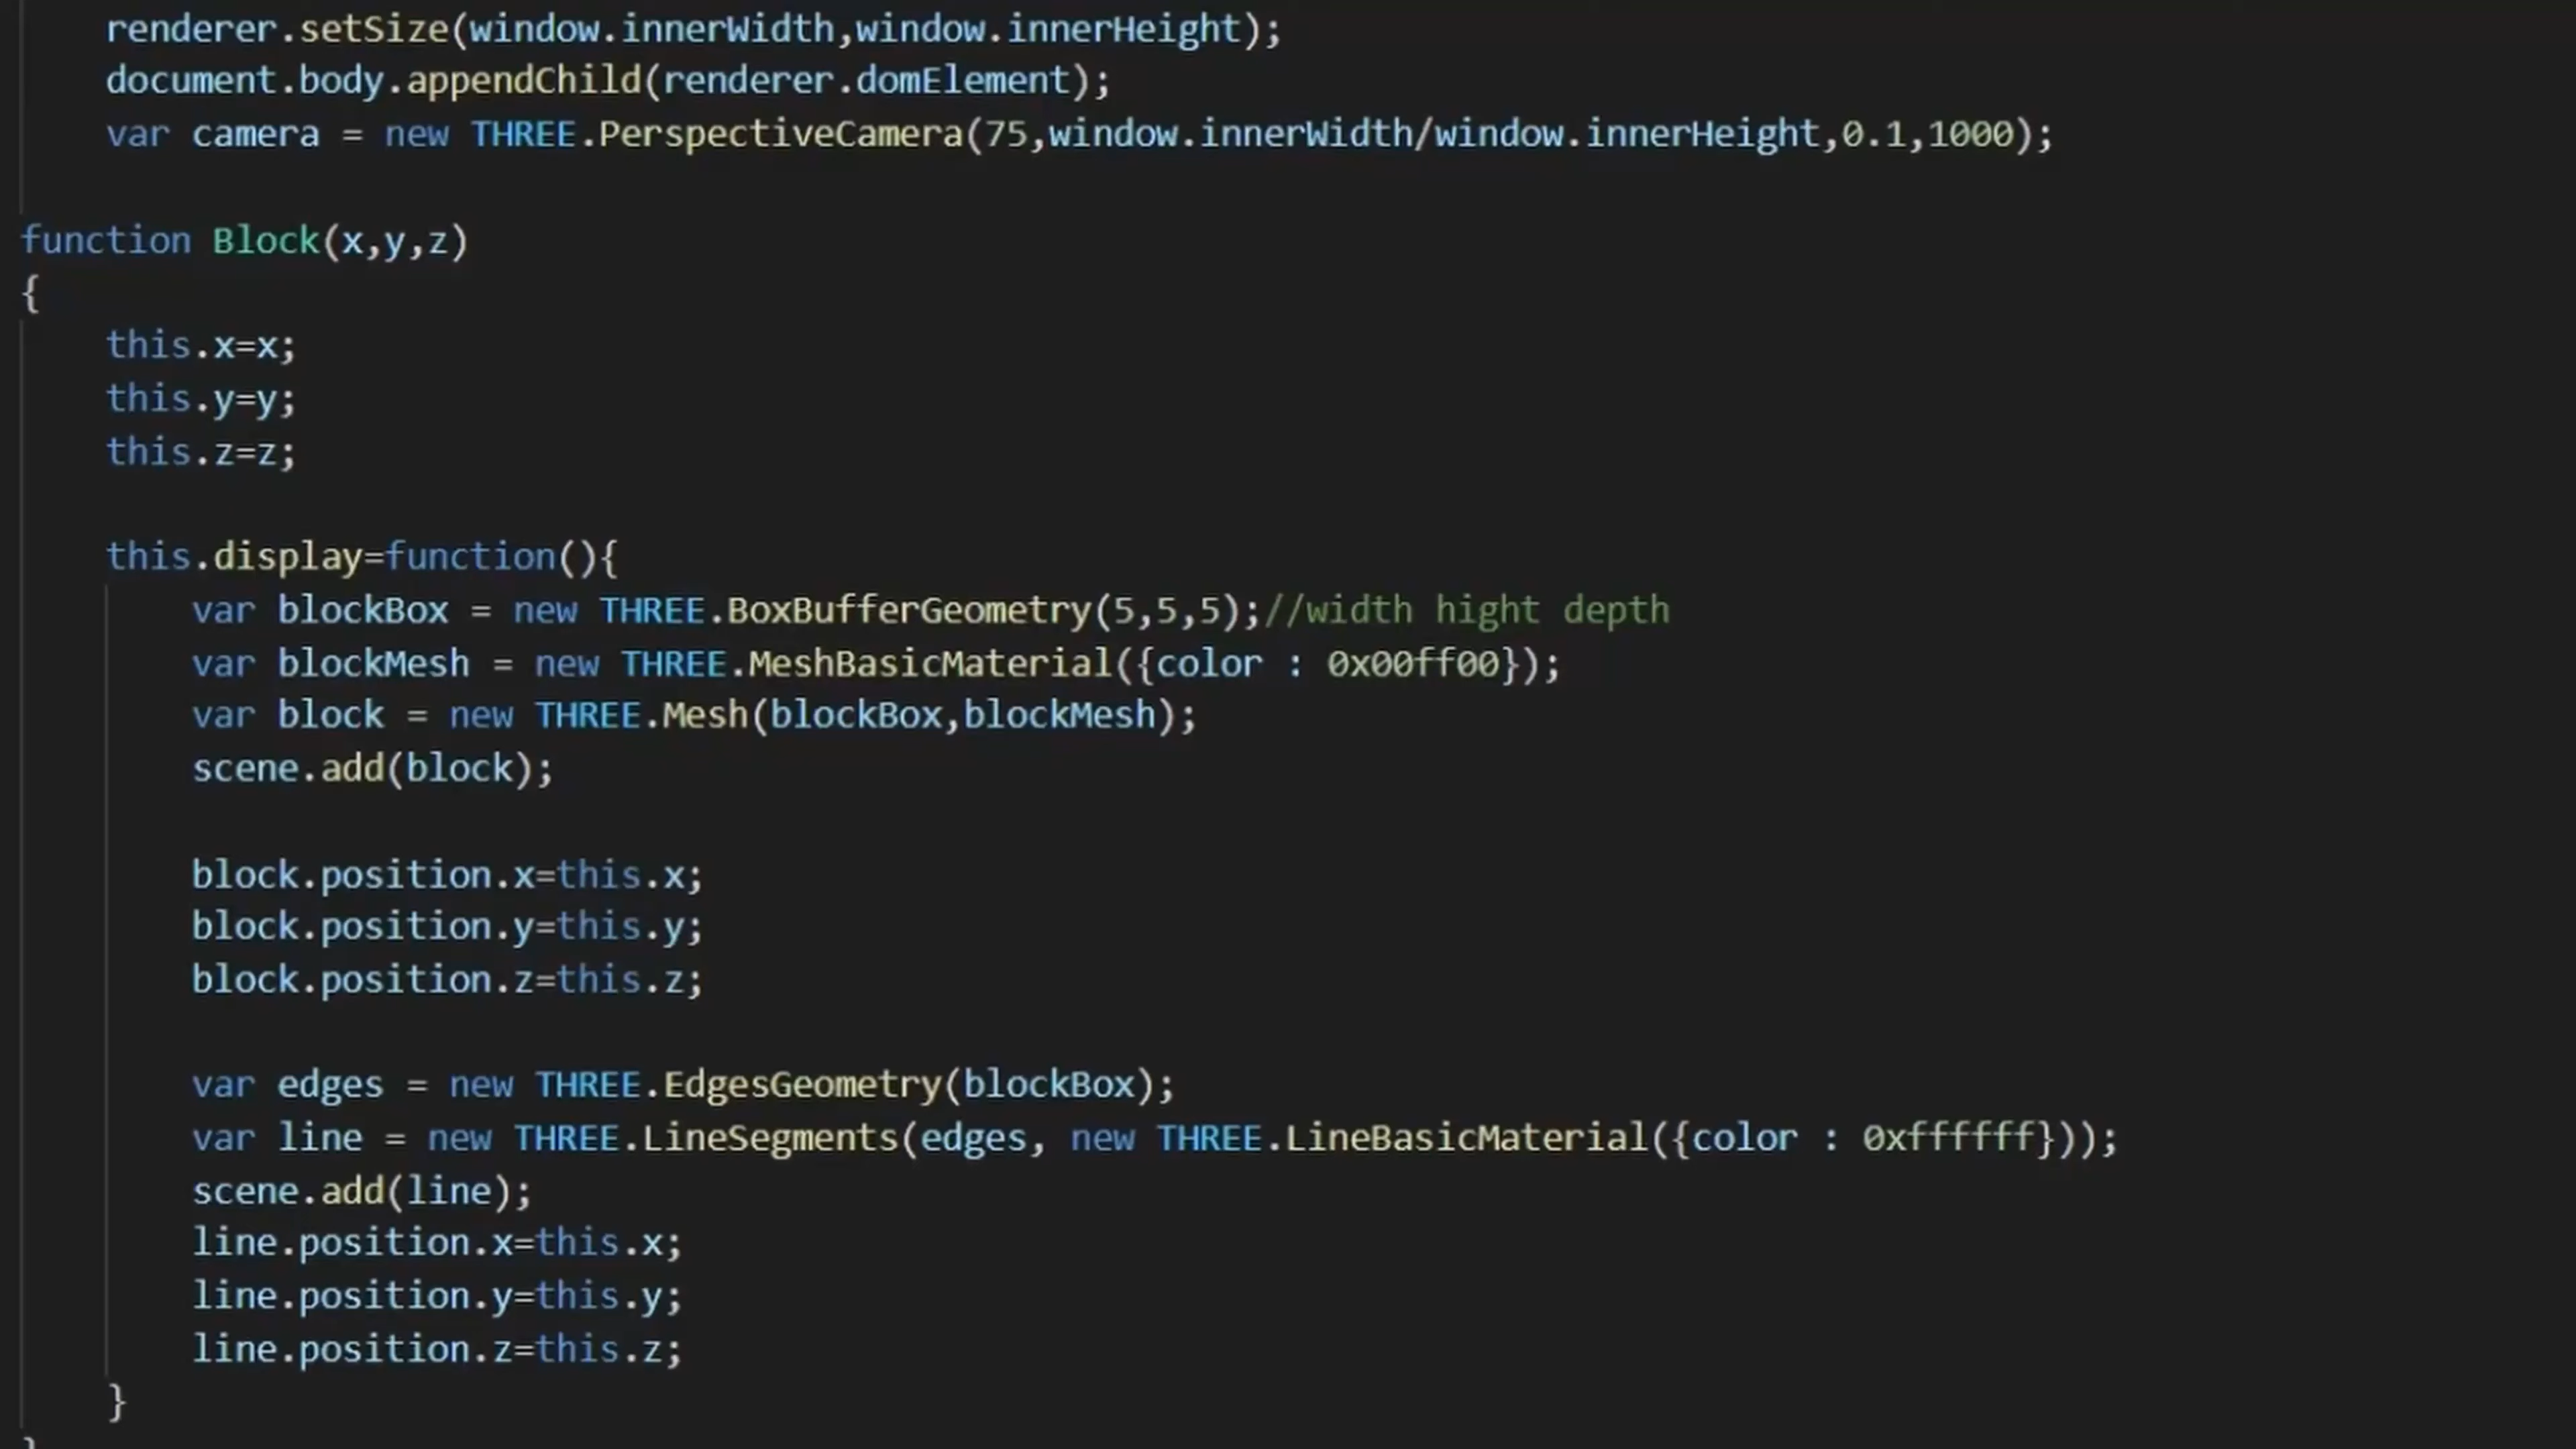 renderer.setSize(window.innerWidth,window.innerHeight);
document.body.appendChild(renderer.domElement);
var camera = new THREE.PerspectiveCamera(75,window.innerWidth/window.innerHeight,0.1,1000);
function Block(x,y,z)
{
this.x=x;
this.y=y;
this.z=z;
this.display=function(){
var blockBox = new THREE.BoxBufferGeometry(5,5,5);//width hight depth
var blockMesh = new THREE.MeshBasicMaterial({color : 0x00ff00});
var block = new THREE.Mesh(blockBox,blockMesh);
scene.add(block);
block.position.x=this.x;
block.position.y=this.y;
block.position.z=this.z;
var edges = new THREE.EdgesGeometry(blockBox);
var line = new THREE.LineSegments(edges, new THREE.LineBasicMaterial({color : 0xffffff}));
scene.add(line);
line.position.x=this.x;
line.position.y=this.y;
line.position.z=this.z;
}
}